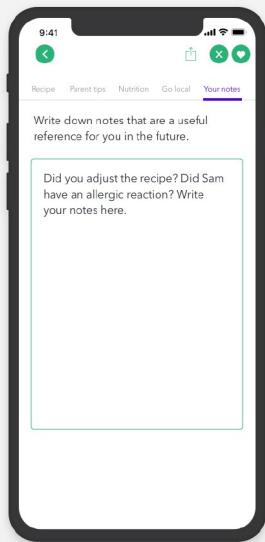 9:41
Recipe Parent tips Nutrition Go local Your notes
Write down notes that are a useful
reference for you in the future.
Did you adjust the recipe? Did Sam
have an allergic reaction? Write
your notes here.